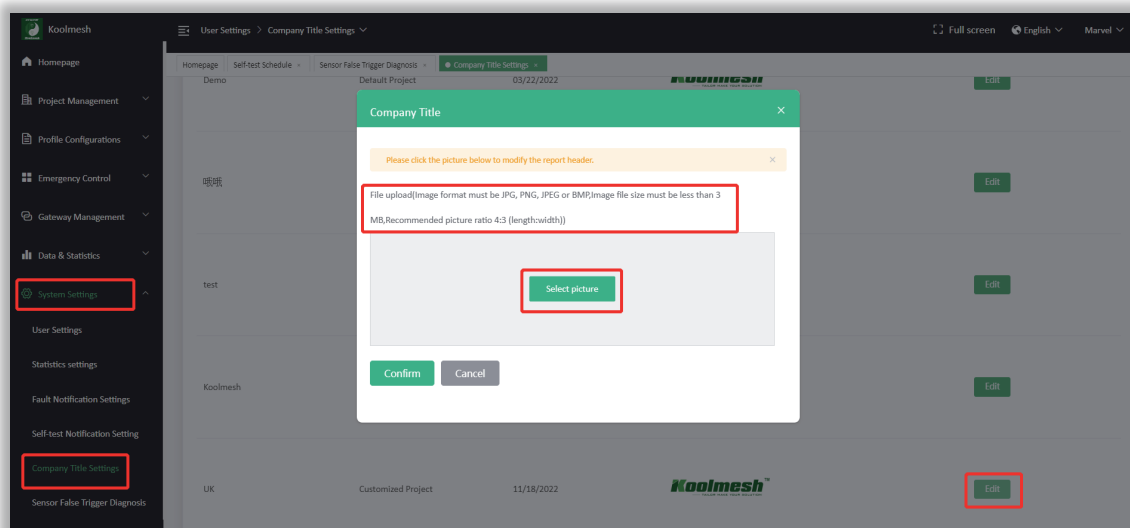 Koolmesh
User Settings > Company Title Settings
Full screen
English
Marvel
Homepage
Self-test Schedule ×
Sensor False Trigger Diagnosis ×
Company Title Settings ×
Homepage
Project Management
Profile Configurations
Emergency Control
Gateway Management
Data & Statistics
System Settings
User Settings
Statistics settings
Fault Notification Settings
Self-test Notification Setting
Company Title Settings
Sensor False Trigger Diagnosis
Demo
Default Project
03/22/2022
Koolmesh
Edit
Company Title ×
Please click the picture below to modify the report header. ×
File upload(Image format must be JPG, PNG, JPEG or BMP,Image file size must be less than 3
MB,Recommended picture ratio 4:3 (length:width))
Select picture
Confirm
Cancel
哦哦
Edit
test
Edit
Koolmesh
Edit
UK
Customized Project
11/18/2022
Koolmesh™
Edit